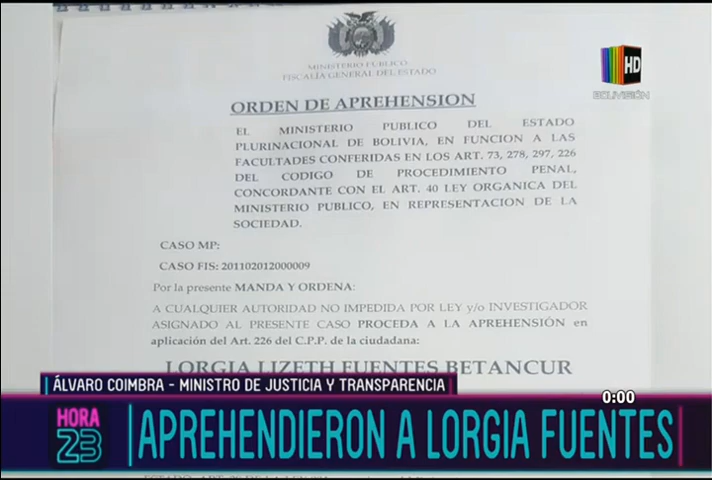 MINISTERIO PUBLICO
FISCALÍA GENERAL DEL ESTADO
HD
BOLIVISIÓN
ORDEN DE APREHENSION
EL MINISTERIO PUBLICO DEL ESTADO
PLURINACIONAL DE BOLIVIA, EN FUNCION A LAS
FACULTADES CONFERIDAS EN LOS ART. 73, 278, 297, 226
DEL CODIGO DE PROCEDIMIENTO PENAL,
CONCORDANTE CON EL ART. 40 LEY ORGANICA DEL
MINISTERIO PUBLICO, EN REPRESENTACION DE LA
SOCIEDAD.
CASO MP:
CASO FIS: 201102012000009
Por la presente MANDA Y ORDENA:
A CUALQUIER AUTORIDAD NO IMPEDIDA POR LEY y/o INVESTIGADOR
ASIGNADO AL PRESENTE CASO PROCEDA A LA APREHENSIÓN en
aplicación del Art. 226 del C.P.P. de la ciudadana:
LORGIA LIZETH FUENTES BETANCUR
ÁLVARO COIMBRA - MINISTRO DE JUSTICIA Y TRANSPARENCIA
0:00
HORA
23
APREHENDIERON A LORGIA FUENTES